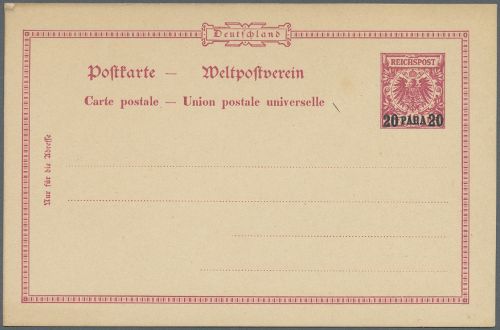 Deutschland
Postkarte — Weltpostverein
REICHSPOST
Carte postale — Union postale universelle
20 PARA 20
Nur für die Adresse